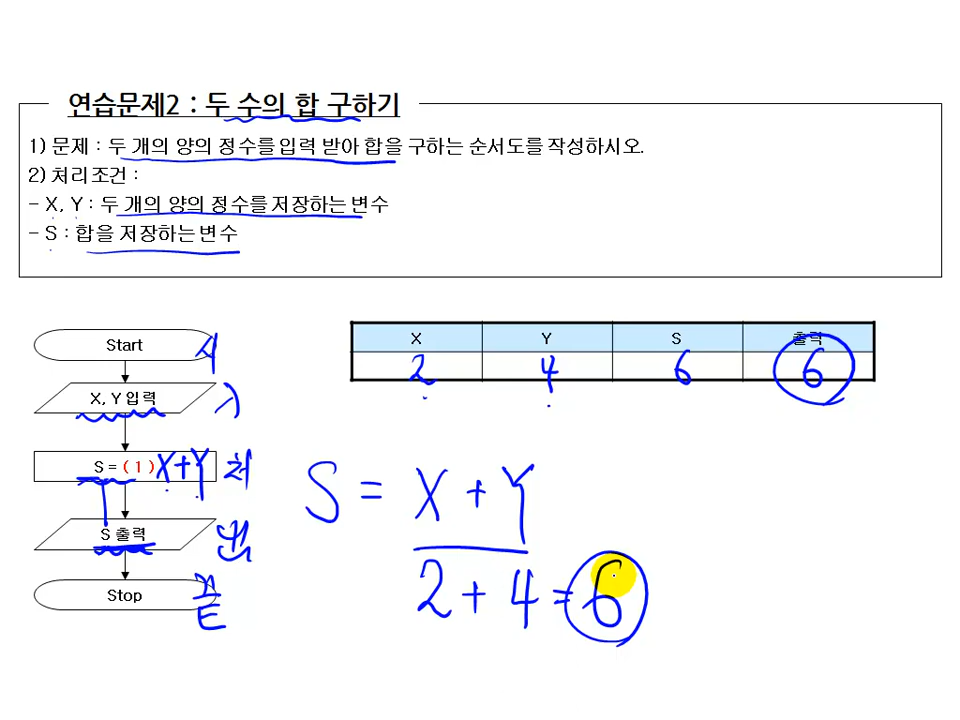 연습문제2 : 두 수의 합 구하기
1) 문제 : 두 개의 양의 정수를 입력 받아 합을 구하는 순서도를 작성하시오.
2) 처리조건 :
- X, Y : 두 개의 양의 정수를 저장하는 변수
- S : 합을 저장하는 변수
Start 시
X, Y 입력
S = ( 1 ) X+Y 처
S 출력
Stop 끝
X Y S 출력
2 4 6 6
S = X + Y
2 + 4 = 6